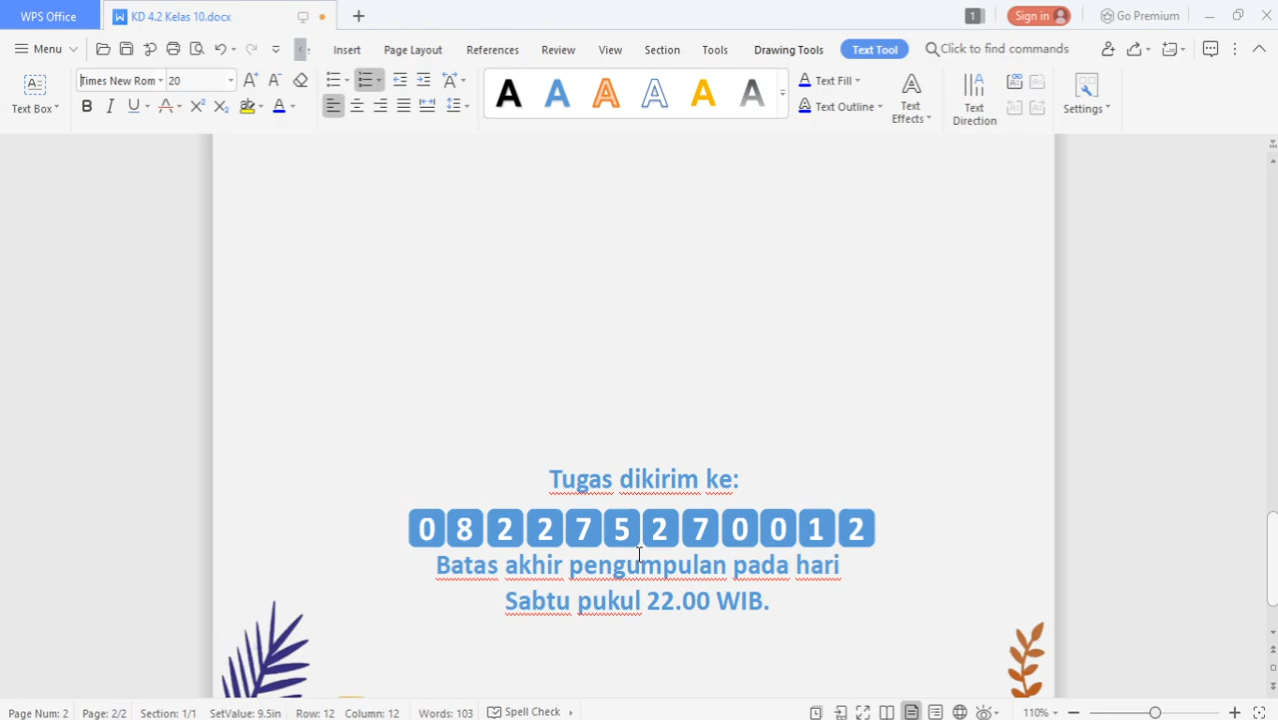 WPS Office
KD 4.2 Kelas 10.docx
1
Sign in
Go Premium
Menu
Insert
Page Layout
References
Review
View
Section
Tools
Drawing Tools
Text Tool
Click to find commands
Text Box
Times New Rom
20
B I U A X² X₂ ab A
A A A A A A
Text Fill
Text Outline
Text Effects
Text Direction
Settings
Tugas dikirim ke:
082275270012
Batas akhir pengumpulan pada hari
Sabtu pukul 22.00 WIB.
Page Num: 2
Page: 2/2
Section: 1/1
SetValue: 9.5in
Row: 12
Column: 12
Words: 103
Spell Check
110%